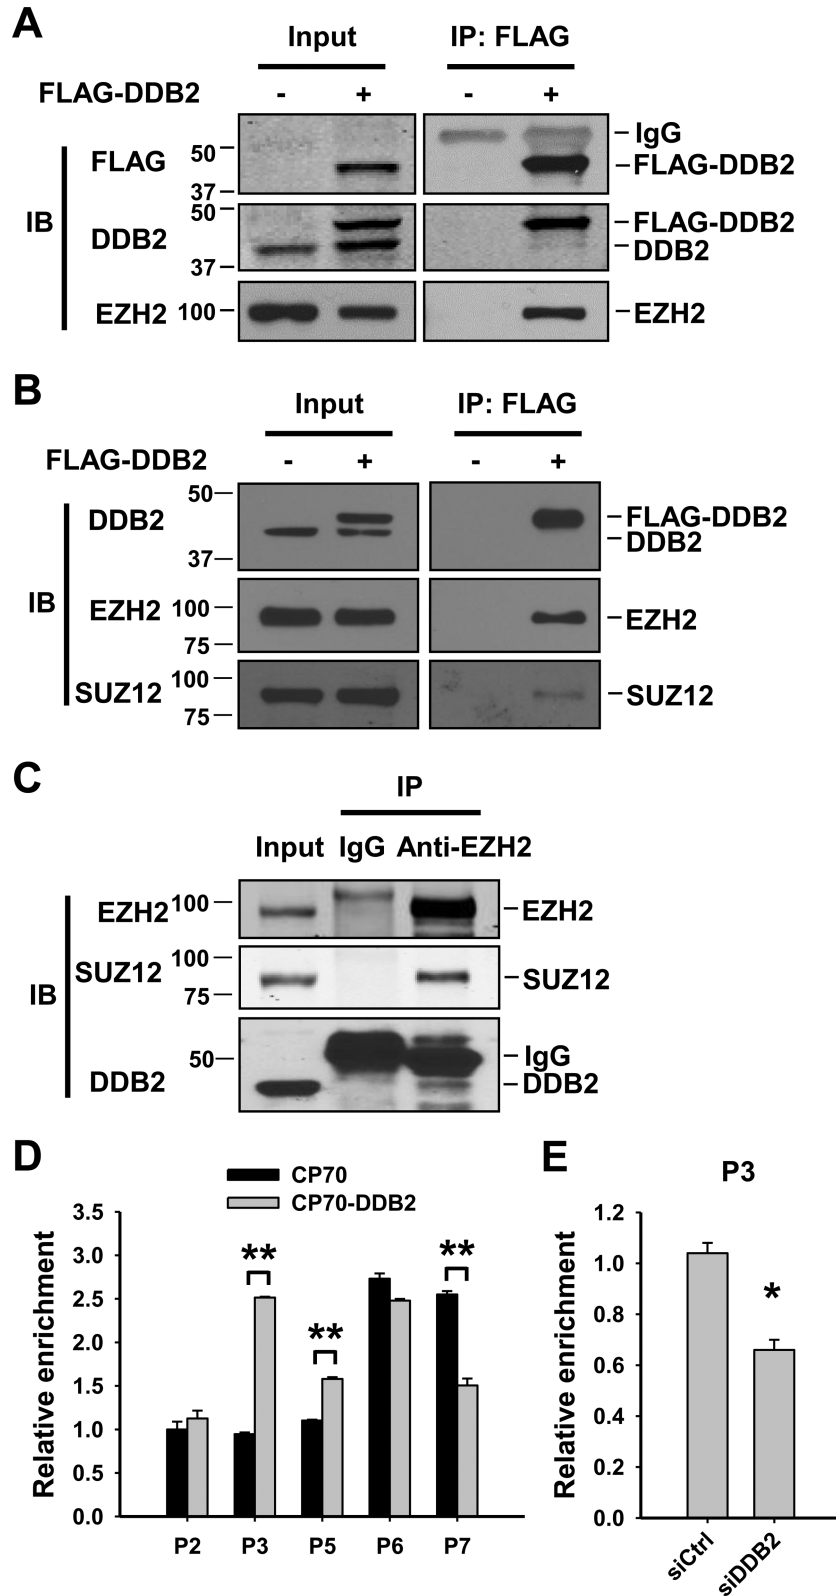 A
Input IP: FLAG
FLAG-DDB2 - + - +
IB
FLAG 50 37 IgG FLAG-DDB2
DDB2 50 37 FLAG-DDB2 DDB2
EZH2 100 EZH2
B
Input IP: FLAG
FLAG-DDB2 - + - +
IB
DDB2 50 37 FLAG-DDB2 DDB2
EZH2 100 75 EZH2
SUZ12 100 75 SUZ12
C
IP
Input IgG Anti-EZH2
IB
EZH2 100 EZH2
SUZ12 100 75 SUZ12
DDB2 50 IgG DDB2
D
CP70
CP70-DDB2
Relative enrichment
3.5
3.0
2.5
2.0
1.5
1.0
0.5
0.0
** ** **
P2 P3 P5 P6 P7
E
P3
Relative enrichment
1.2
1.0
0.8
0.6
0.4
0.2
0.0
*
siCtrl siDDB2